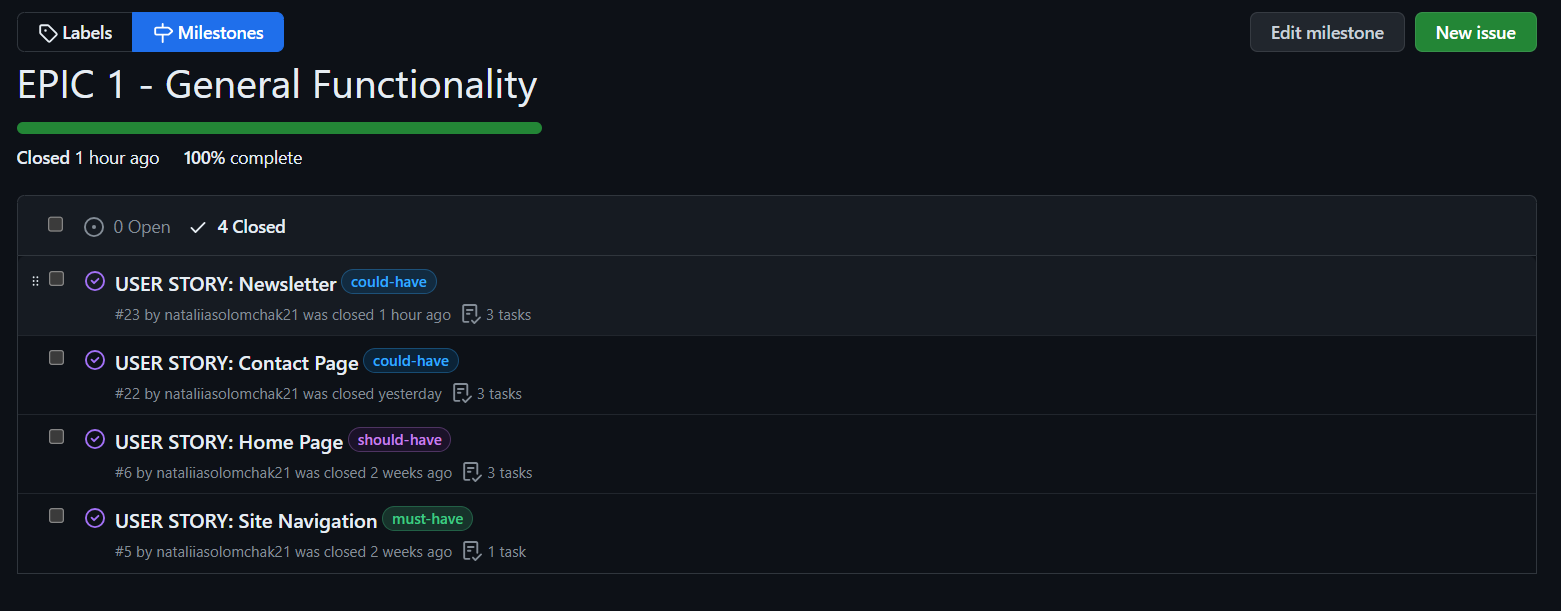 Labels Milestones Edit milestone New issue
EPIC 1 - General Functionality
Closed 1 hour ago 100% complete
0 Open 4 Closed
USER STORY: Newsletter could-have
#23 by nataliiasolomchak21 was closed 1 hour ago 3 tasks
USER STORY: Contact Page could-have
#22 by nataliiasolomchak21 was closed yesterday 3 tasks
USER STORY: Home Page should-have
#6 by nataliiasolomchak21 was closed 2 weeks ago 3 tasks
USER STORY: Site Navigation must-have
#5 by nataliiasolomchak21 was closed 2 weeks ago 1 task